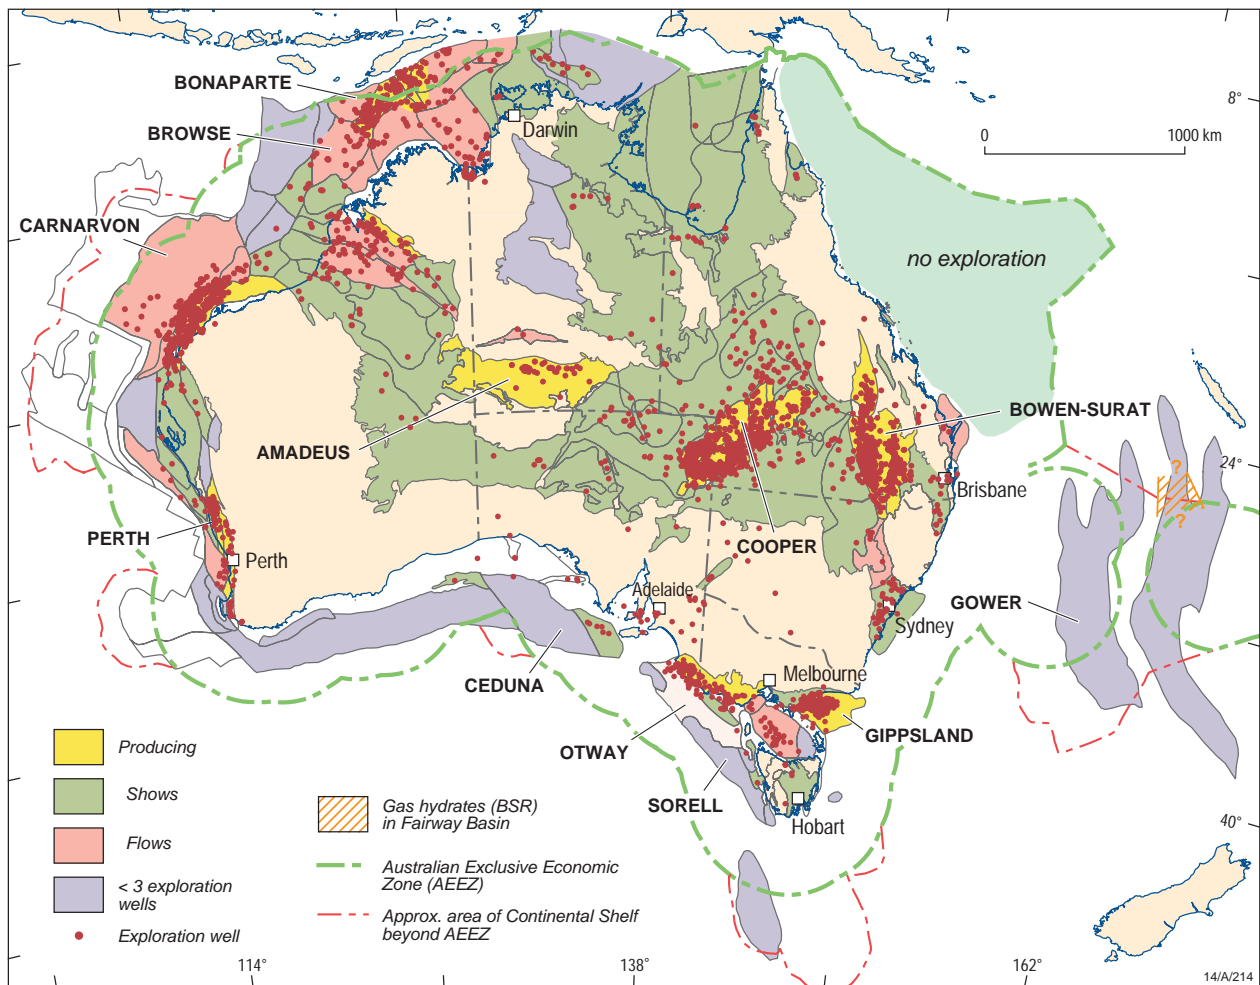 BONAPARTE
8°
Darwin
BROWSE
0 1000 km
CARNARVON
no exploration
BOWEN-SURAT
AMADEUS
24°
?
Brisbane
?
PERTH
COOPER
Perth
Adelaide
GOWER
Sydney
Melbourne
CEDUNA
GIPPSLAND
OTWAY
SORELL
Hobart
40°
Producing
Shows
Flows
< 3 exploration
wells
Exploration well
Gas hydrates (BSR)
in Fairway Basin
Australian Exclusive Economic
Zone (AEEZ)
Approx. area of Continental Shelf
beyond AEEZ
114°
138°
162°
14/A/214